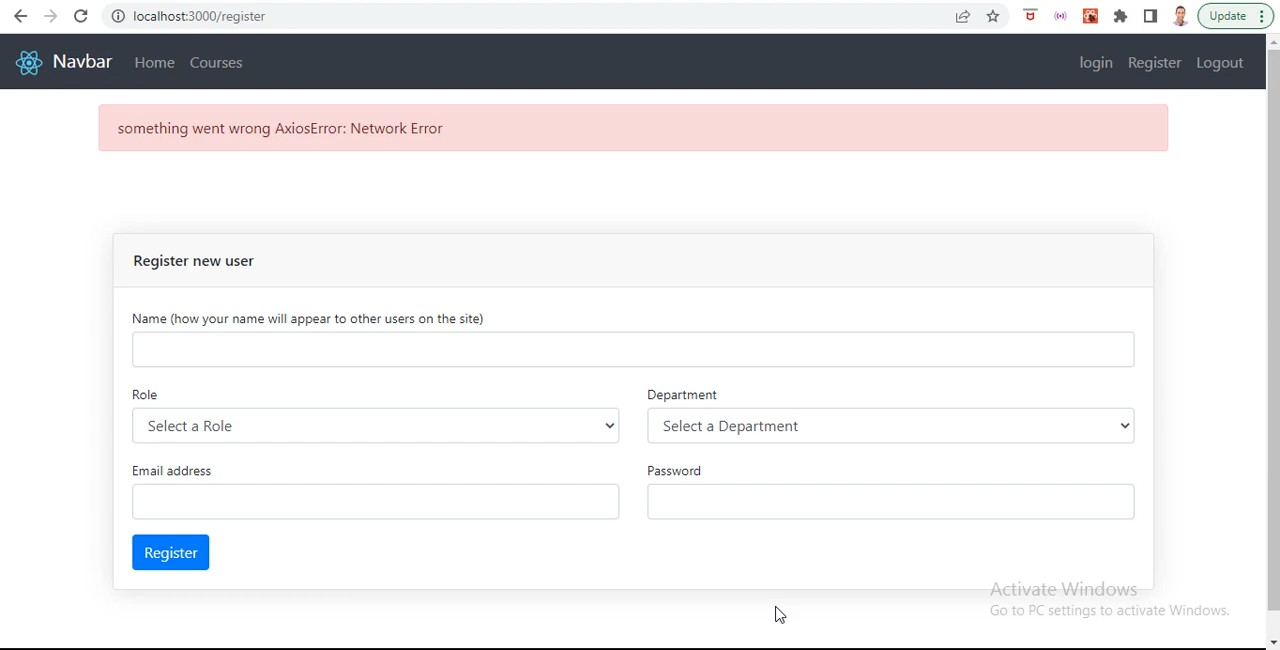 localhost:3000/register
Update
Navbar Home Courses login Register Logout
something went wrong AxiosError: Network Error
Register new user
Name (how your name will appear to other users on the site)
Role Department
Select a Role Select a Department
Email address Password
Register
Activate Windows
Go to PC settings to activate Windows.